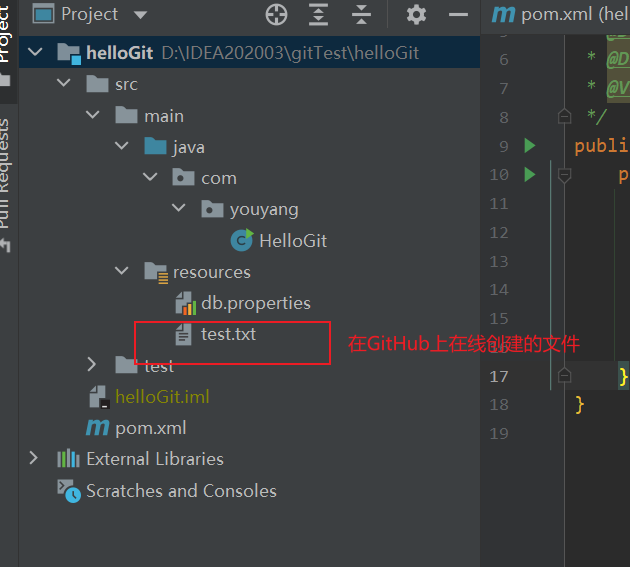 Project
pom.xml (hel
Project
Pull Requests
helloGit D:\IDEA202003\gitTest\helloGit
src
main
java
com
youyang
HelloGit
resources
db.properties
test.txt
在GitHub上在线创建的文件
test
helloGit.iml
pom.xml
External Libraries
Scratches and Consoles
6 * @D
7 * @V
8 */
9 publi
10 p
11
12
13
14
15
16
17 }
18 }
19